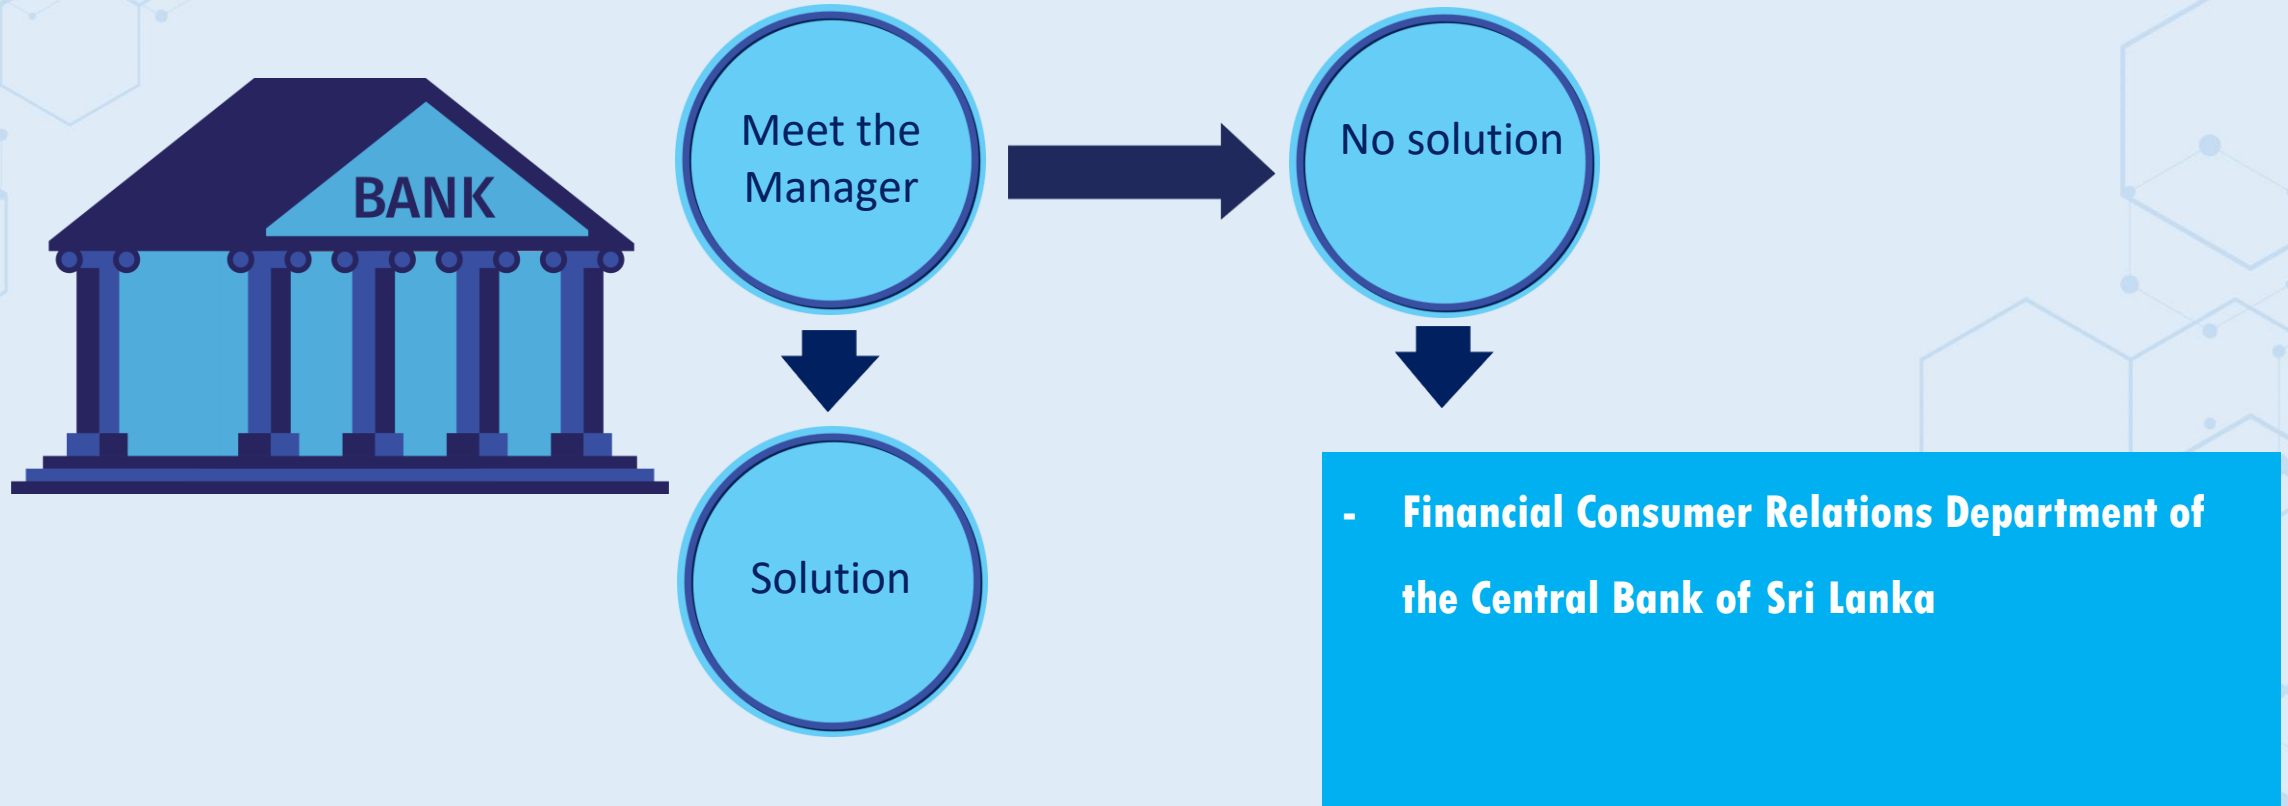 BANK
Meet the
Manager
No solution
Solution
- Financial Consumer Relations Department of
the Central Bank of Sri Lanka